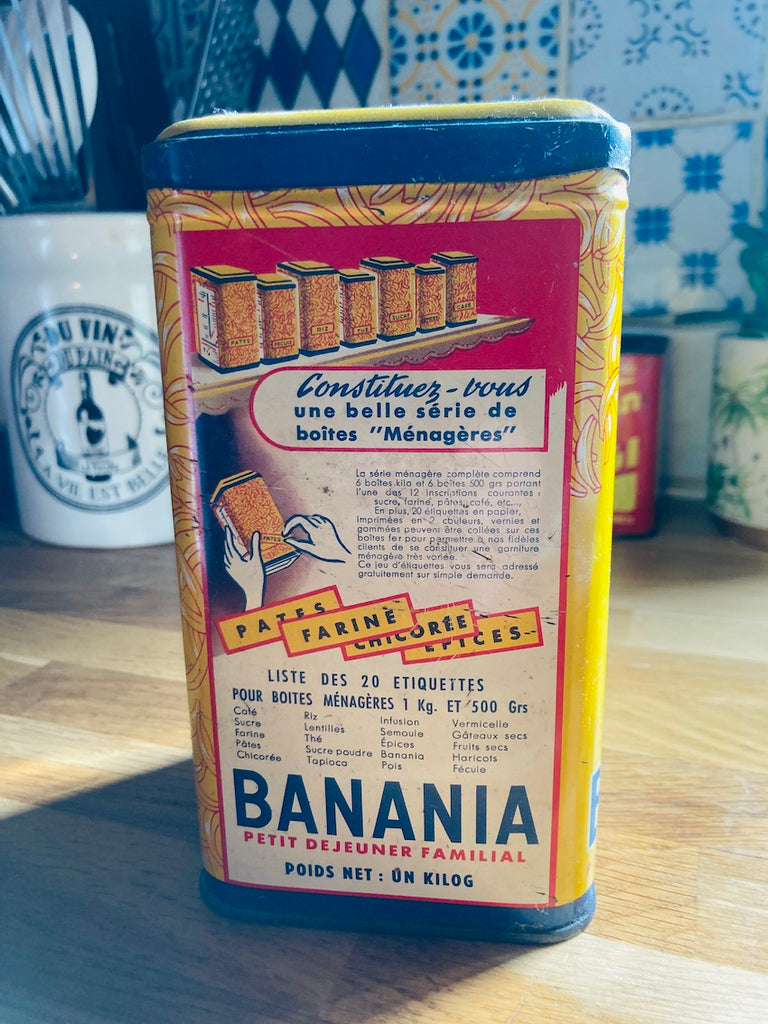 DU VIN
DU PAIN
LA VIE EST BELLE
PATES
RIZ
THÉ
SUCRE
CAFÉ
Constituez-vous
une belle série de
boîtes "Ménagères"
La série ménagère complète comprend
6 boîtes kilo et 6 boîtes 500 grs portant
l'une des 12 inscriptions courantes :
sucre, farine, pâtes, café, etc...
En plus, 20 étiquettes en papier,
imprimées en 2 couleurs, vernies et
gommées peuvent être collées sur ces
boîtes fer pour permettre à nos fidèles
clients de se constituer une garniture
ménagère très variée.
Ce jeu d'étiquettes vous sera adressé
gratuitement sur simple demande.
PATES
PATES
FARINE
CHICORÉE
EPICES
LISTE DES 20 ETIQUETTES
POUR BOITES MÉNAGÈRES 1 Kg. ET 500 Grs
Café Riz Infusion Vermicelle
Sucre Lentilles Semoule Gâteaux secs
Farine Thé Épices Fruits secs
Pâtes Sucre poudre Banania Haricots
Chicorée Tapioca Pois Fécule
BANANIA
PETIT DEJEUNER FAMILIAL
POIDS NET : UN KILOG